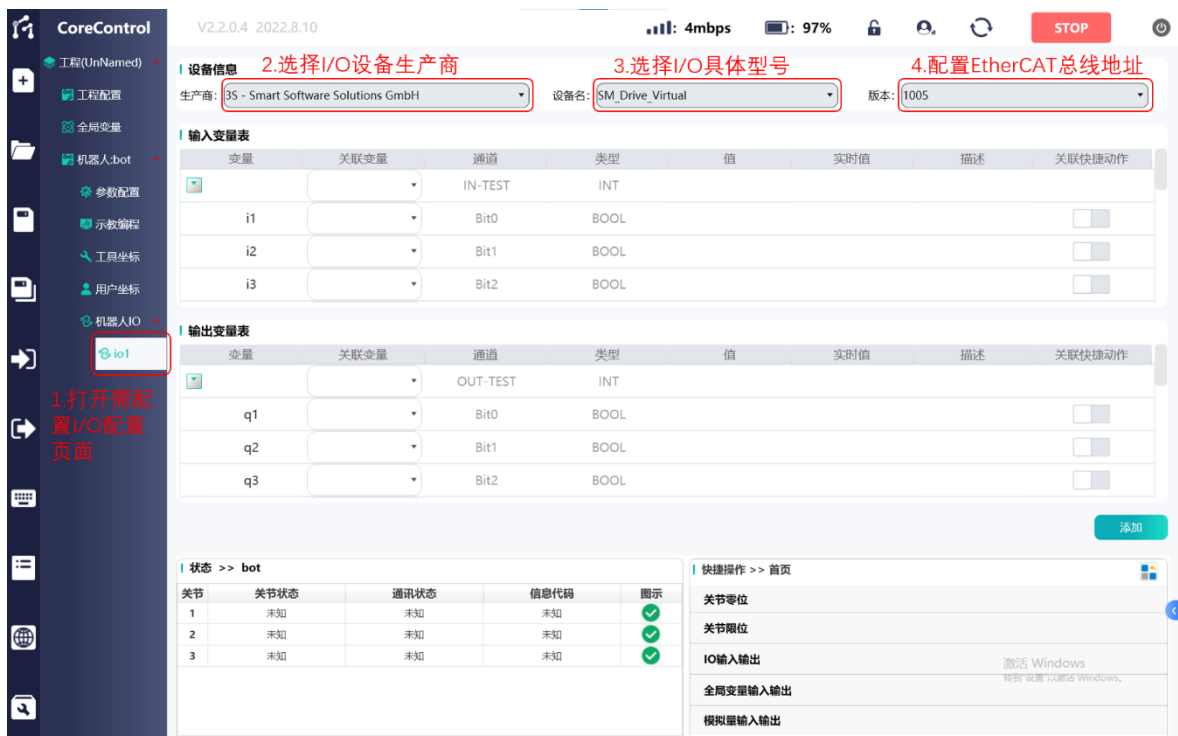 CoreControl
V2.2.0.4 2022.8.10
: 4mbps
: 97%
STOP
工程(UnNamed)
工程配置
全局变量
机器人:bot
参数配置
示教编程
工具坐标
用户坐标
机器人IO
io1
1.打开需配
置I/O配置
页面
设备信息
2.选择I/O设备生产商
3.选择I/O具体型号
4.配置EtherCAT总线地址
生产商: 3S - Smart Software Solutions GmbH 设备名: SM_Drive_Virtual 版本: 1005
输入变量表
变量 关联变量 通道 类型 值 实时值 描述 关联快捷动作
IN-TEST INT
i1 Bit0 BOOL
i2 Bit1 BOOL
i3 Bit2 BOOL
输出变量表
变量 关联变量 通道 类型 值 实时值 描述 关联快捷动作
OUT-TEST INT
q1 Bit0 BOOL
q2 Bit1 BOOL
q3 Bit2 BOOL
添加
状态 >> bot
关节 关节状态 通讯状态 信息代码 图示
1 未知 未知 未知
2 未知 未知 未知
3 未知 未知 未知
快捷操作 >> 首页
关节零位
关节限位
IO输入输出
全局变量输入输出
模拟量输入输出
激活 Windows
转到"设置"以激活 Windows。